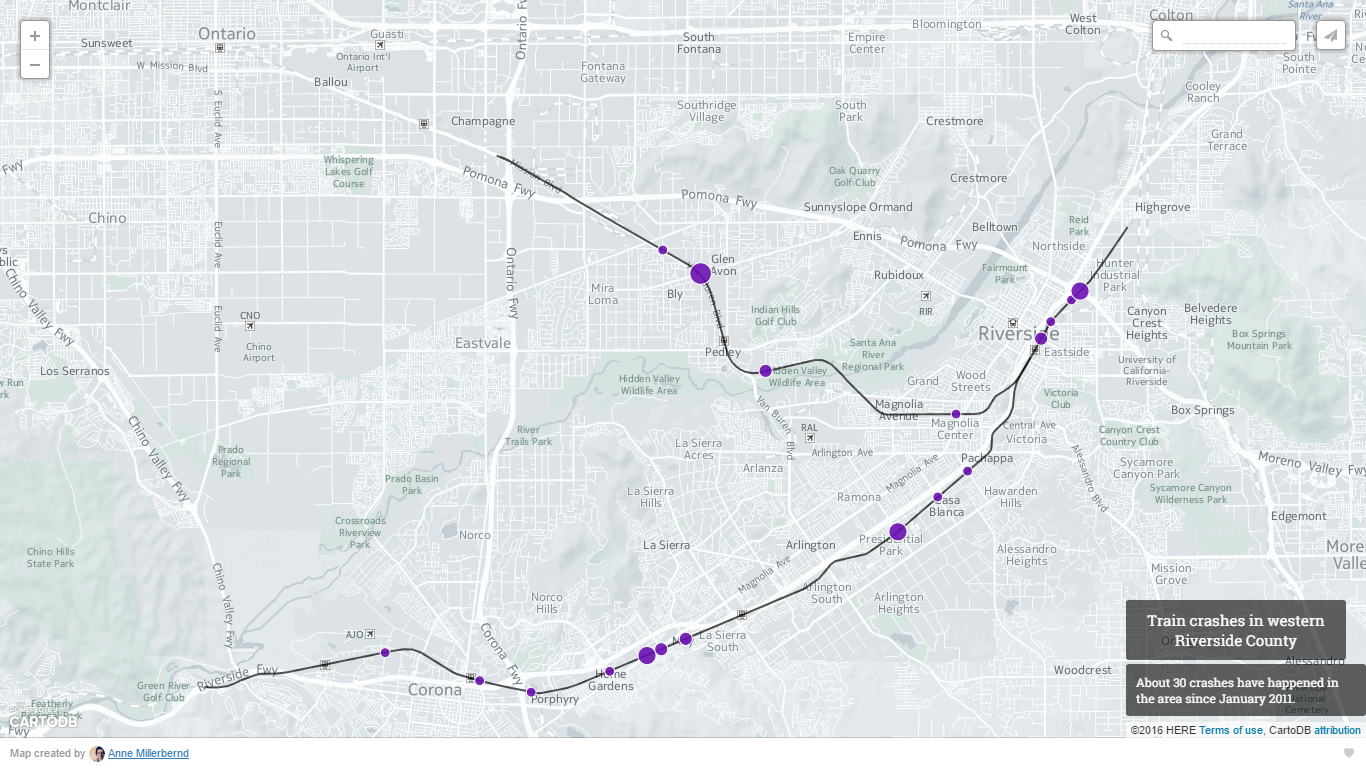 Montclair
Ontario
Sunsweet
W Mission Blvd
Ballou
S Euclid Ave
Guasti
Ontario Int'l
Airport
Ontario Fwy
Champagne
South
Fontana
Fontana
Gateway
Bloomington
Empire
Center
West
Colton
Colton
Santa Ana
River
South
Pointe
Cooley
Ranch
Grand
Terrace
Southridge
Village
South
Park
Crestmore
Fwy
Whispering
Lakes Golf
Course
Pomona Fwy
Mission Blvd
Pomona Fwy
Oak Quarry
Golf Club
Crestmore
Highgrove
Chino
Euclid Ave
Sunnyslope
Ormand
Ennis
Pomona Fwy
Belltown
Reid
Park
Northside
Hunter
Industrial
Park
Chino Valley Fwy
Glen
Avon
Bly
Mira
Loma
Rubidoux
RIR
Fairmount
Park
Indian Hills
Golf Club
CNO
Chino
Airport
Euclid Ave
Ontario Fwy
Eastvale
Pedley
Riverside
Eastside
Canyon
Crest
Heights
Belvedere
Heights
Box Springs
Mountain Park
Los Serranos
Santa Ana
River
Regional Park
Hidden Valley
Wildlife Area
Hidden Valley
Wildlife Area
Grand
Wood
Streets
University of
California-
Riverside
Magnolia
Avenue
Magnolia
Center
Victoria
Club
Box Springs
Van Buren Blvd
RAL
Central Ave
Victoria
Canyon Crest
Country Club
Chino Valley Fwy
River
Trails Park
La Sierra
Acres
Arlington Ave
Pachappa
Alessandro Blvd
Moreno Valley Fwy
Prado
Regional
Park
Prado Basin
Park
Arlanza
Magnolia Ave
Sycamore
Canyon Park
Sycamore Canyon
Wilderness Park
La Sierra
Hills
Ramona
Casa
Blanca
Hawarden
Hills
Edgemont
Crossroads
Riverview
Park
Norco
La Sierra
Arlington
Presidential
Park
Alessandro
Heights
Chino Hills
State Park
Chino Valley Fwy
Magnolia Ave
Mission
Grove
Norco
Hills
Arlington
South
Arlington
Heights
AJO
Corona Fwy
La Sierra
South
Riverside Fwy
Home
Gardens
Green River
Golf Club
Corona
Porphyry
Woodcrest
Featherly
CARTODB
Train crashes in western
Riverside County
About 30 crashes have happened in
the area since January 2011.
©2016 HERE Terms of use, CartoDB attribution
Map created by Anne Millerbernd